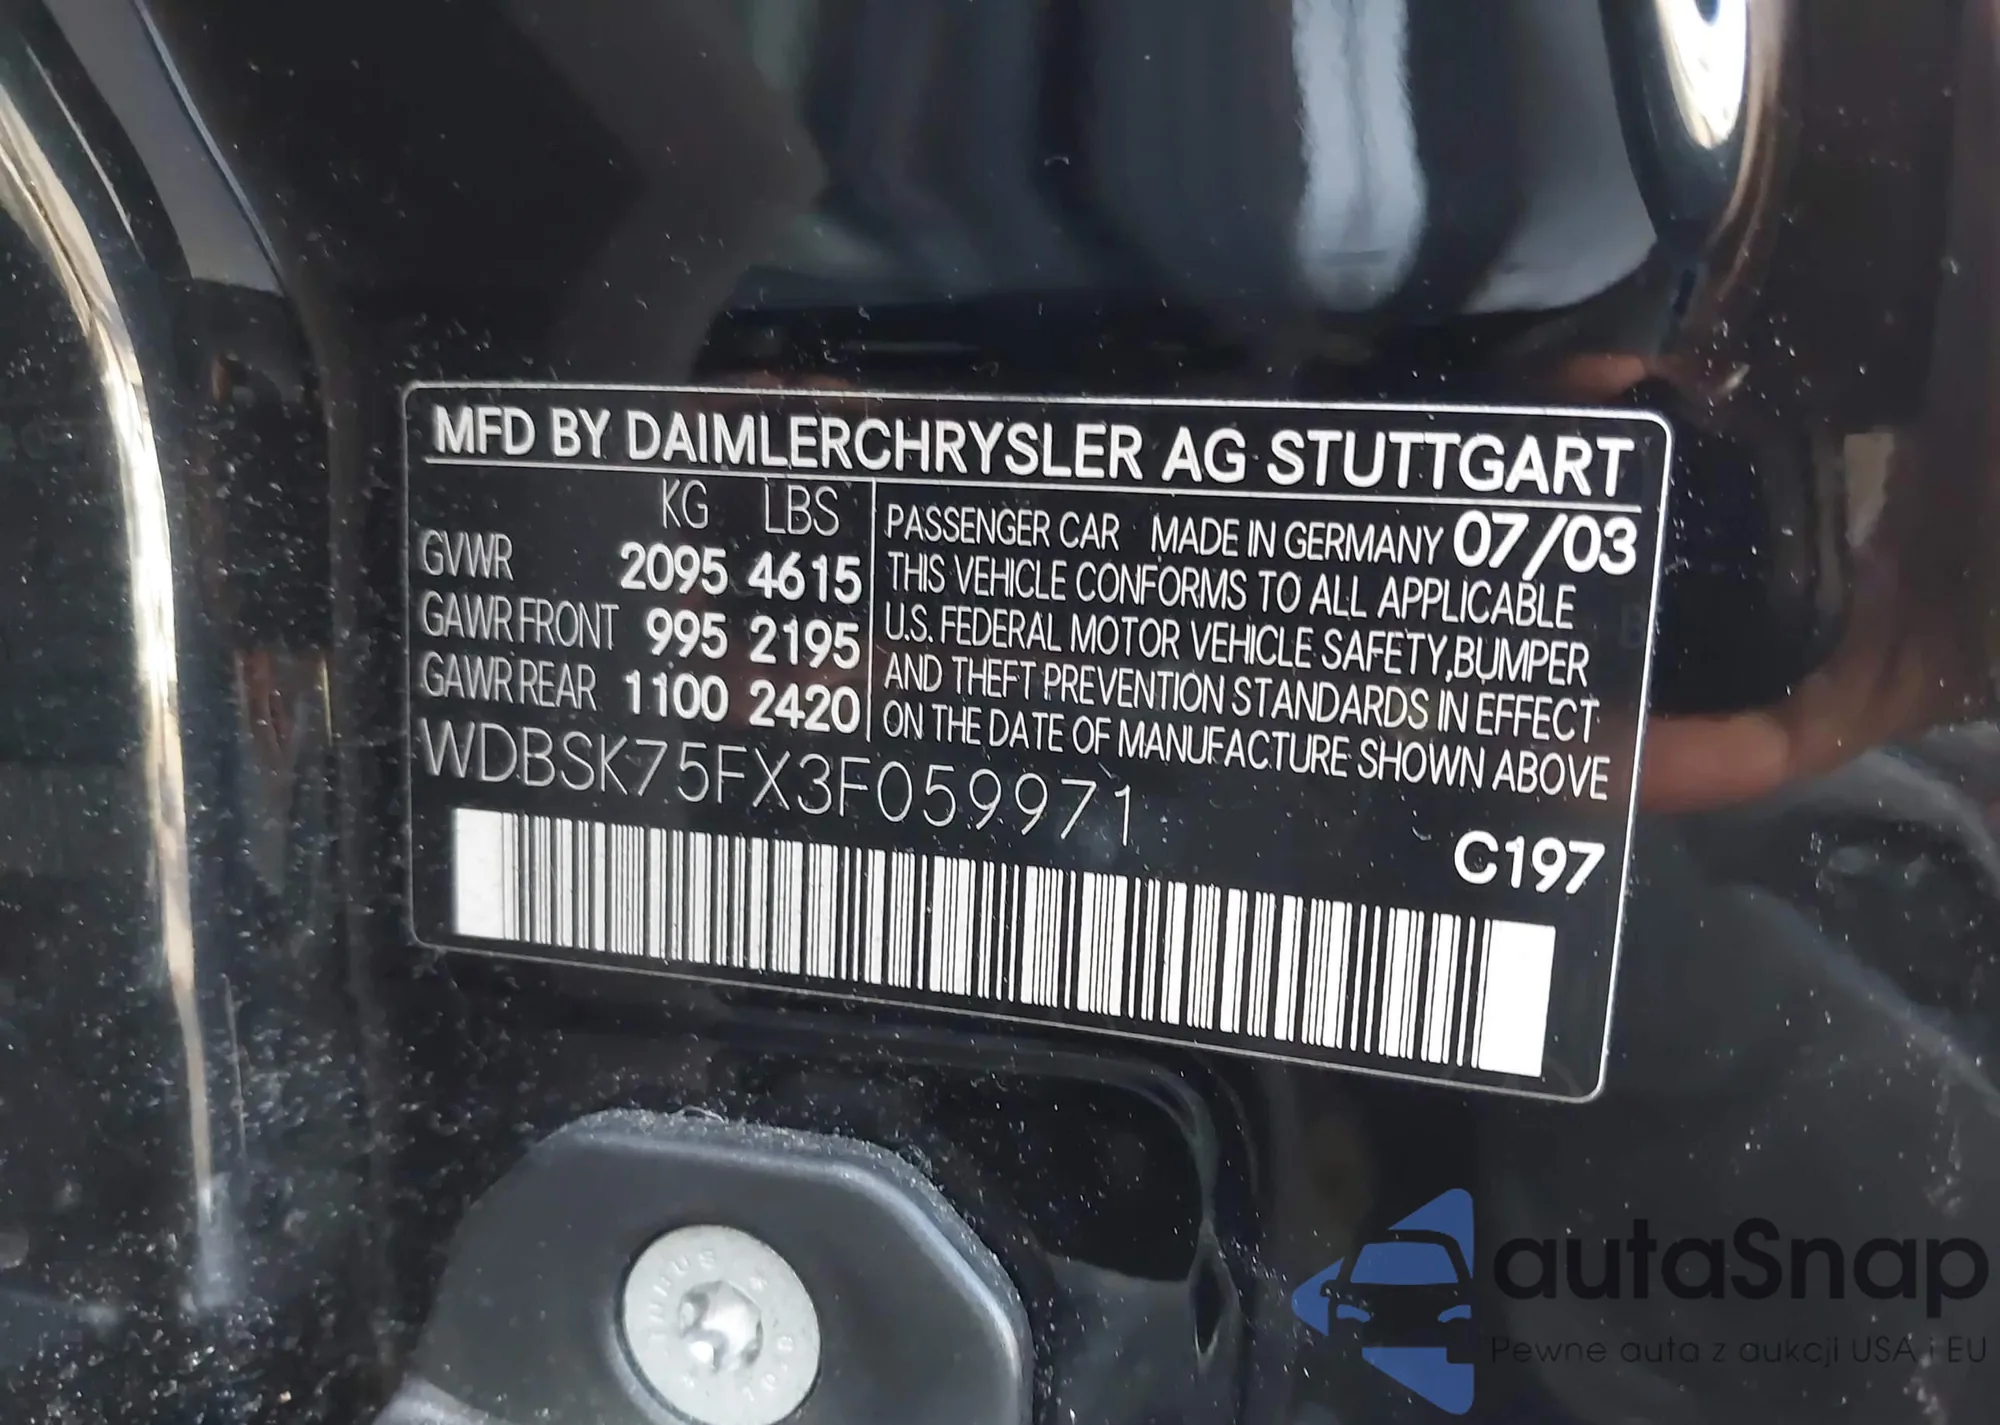 MFD BY DAIMLERCHRYSLER AG STUTTGART
KG LBS
GVWR 2095 4615
GAWR FRONT 995 2195
GAWR REAR 1100 2420
PASSENGER CAR MADE IN GERMANY 07/03
THIS VEHICLE CONFORMS TO ALL APPLICABLE
U.S. FEDERAL MOTOR VEHICLE SAFETY,BUMPER
AND THEFT PREVENTION STANDARDS IN EFFECT
ON THE DATE OF MANUFACTURE SHOWN ABOVE
WDBSK75FX3F059971
C197
autaSnap
Pewne auta z aukcji USA i EU